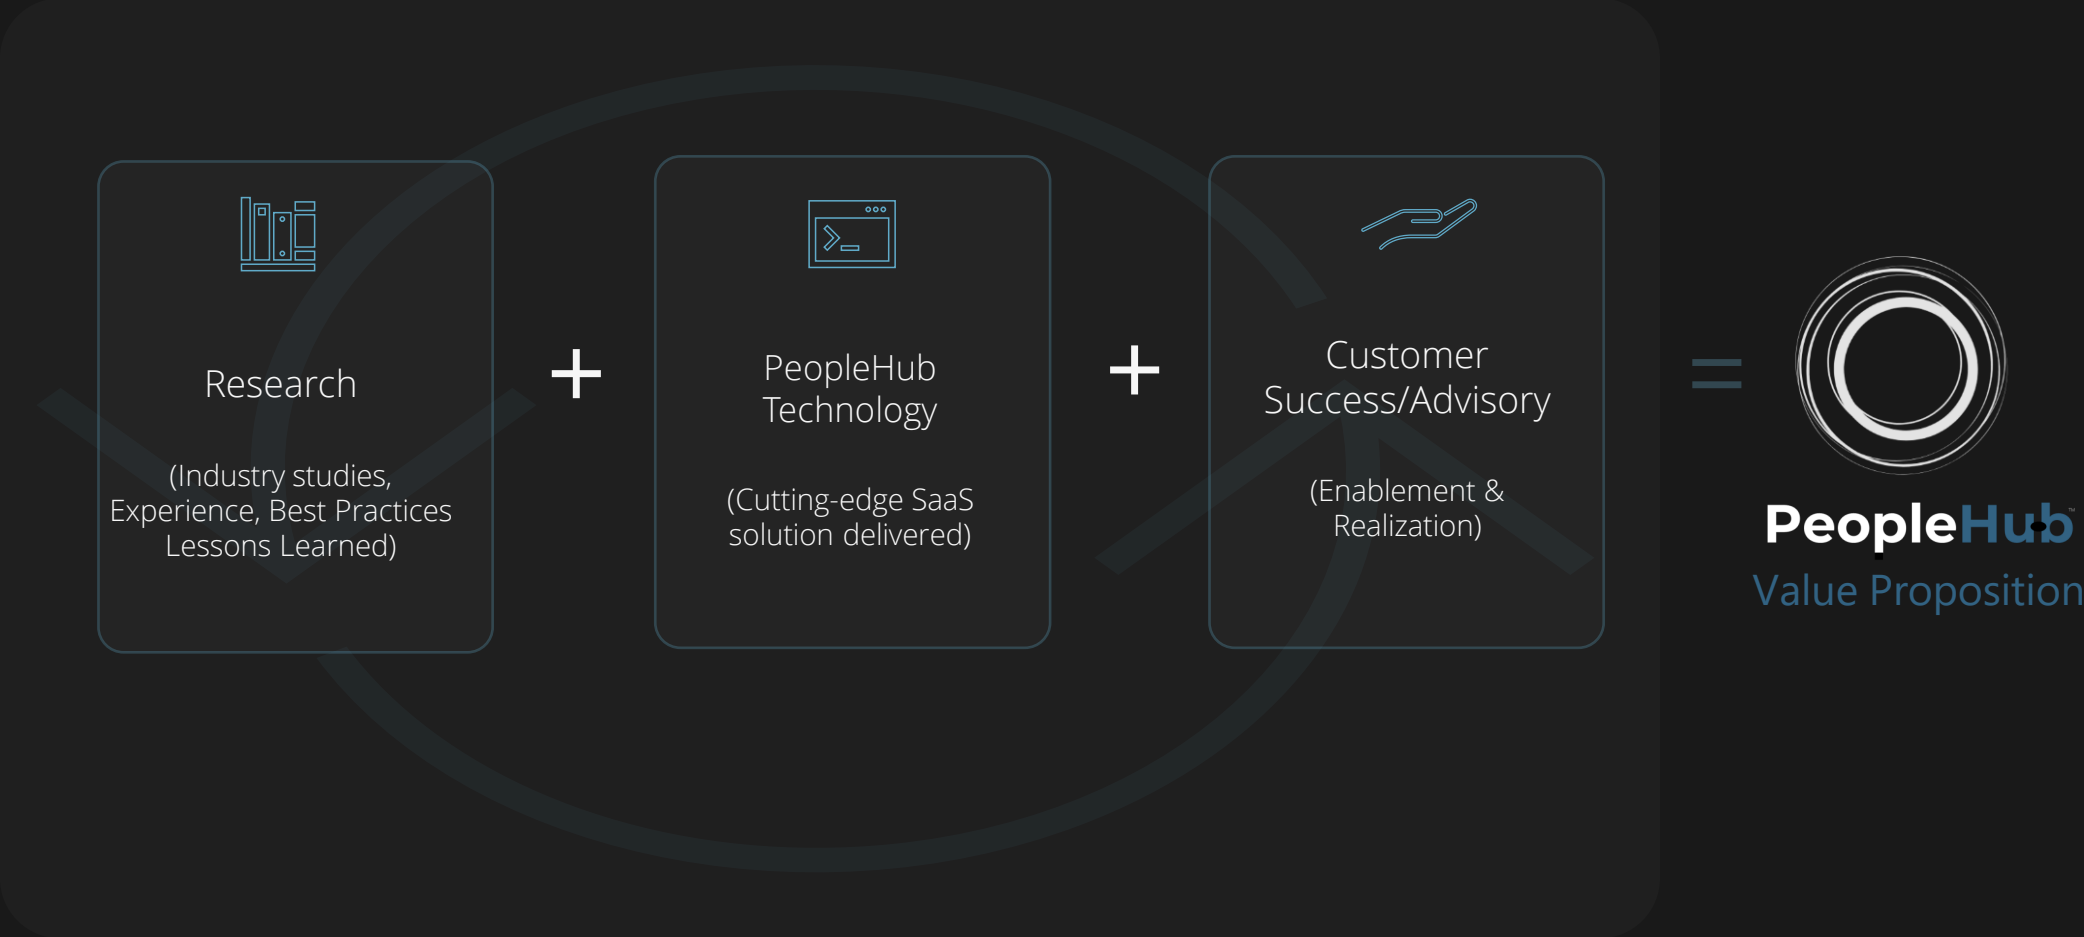 Research
(Industry studies,
Experience, Best Practices
Lessons Learned)
+
PeopleHub
Technology
(Cutting-edge SaaS
solution delivered)
+
Customer
Success/Advisory
(Enablement &
Realization)
=
PeopleHub™
Value Proposition